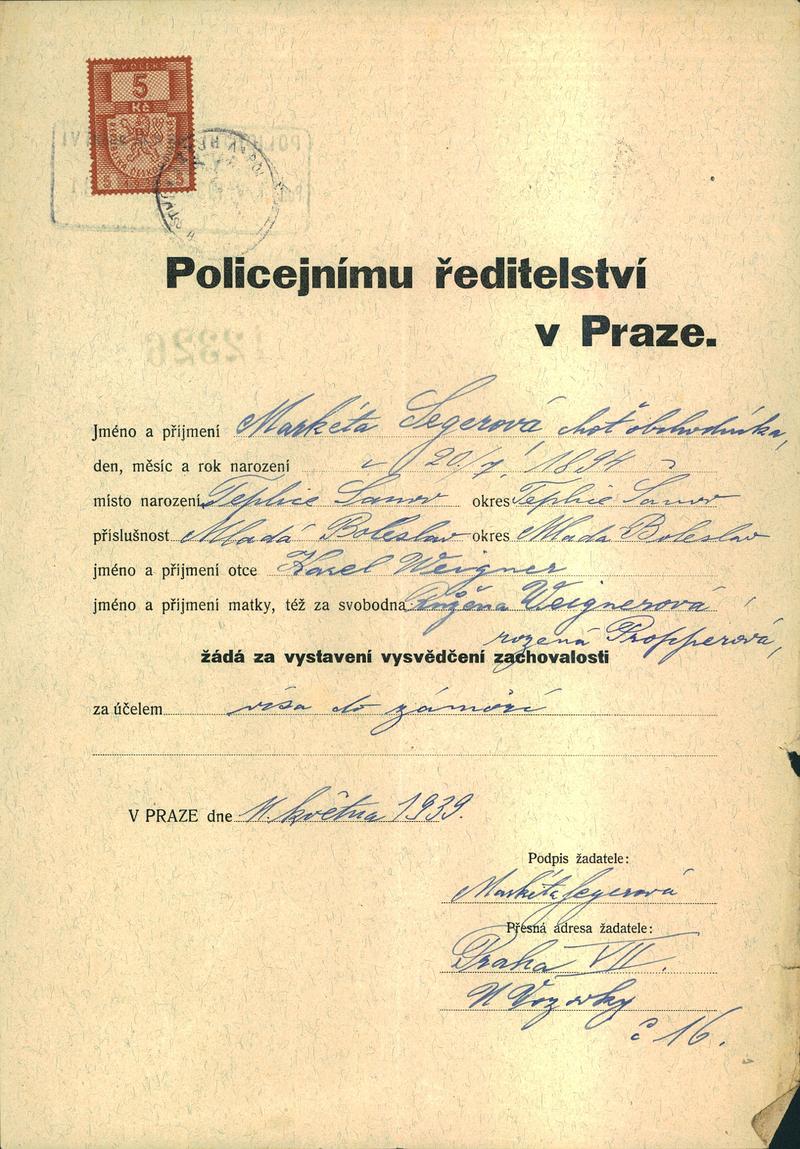 KOLEK
5
Kč
Policejnímu ředitelství
v Praze.
Jméno a příjmení Markéta Segerová choť obchodníka,
den, měsíc a rok narození 20./7. 1894
místo narození Teplice Šanov okres Teplice Šanov
příslušnost Mladá Boleslav okres Mladá Boleslav
jméno a příjmení otce Karel Weigner
jméno a příjmení matky, též za svobodna Růžena Weignerová
rozená Propperová,
žádá za vystavení vysvědčení zachovalosti
za účelem visa do zámoří
V PRAZE dne 11. května 1939.
Podpis žadatele:
Markéta Segerová
Přesná adresa žadatele:
Praha VII.
U Vozovky
č 16.